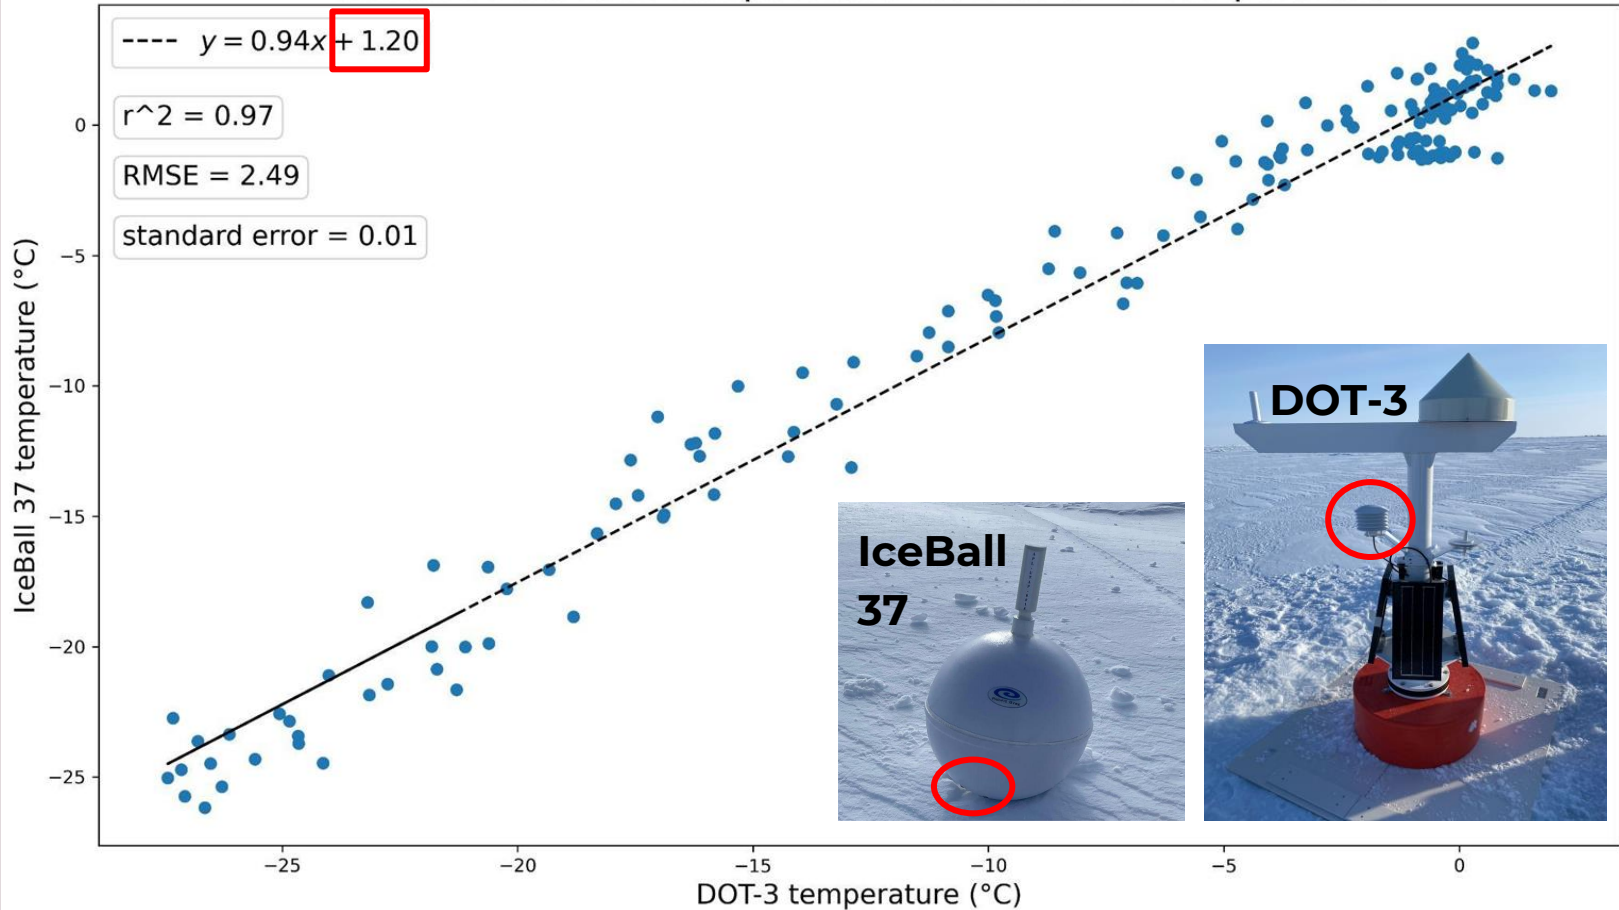 y = 0.94x + 1.20
r^2 = 0.97
RMSE = 2.49
standard error = 0.01
IceBall 37 temperature (°C)
0
−5
−10
−15
−20
−25
DOT-3
IceBall
37
−25 −20 −15 −10 −5 0
DOT-3 temperature (°C)